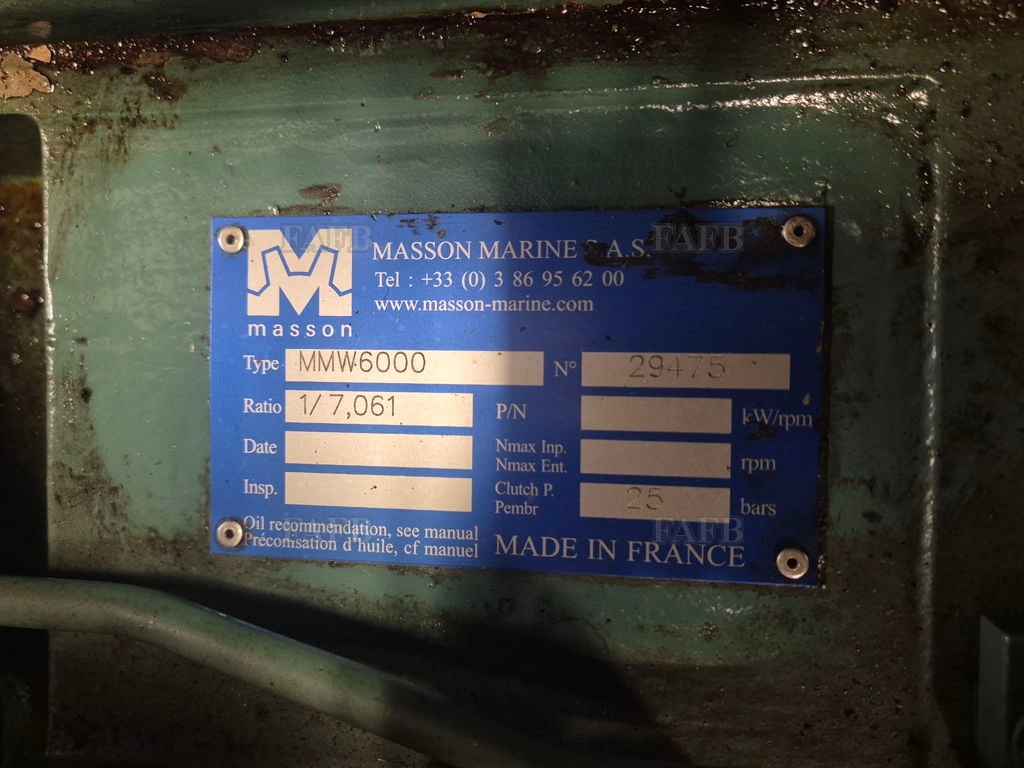 MASSON MARINE S.A.S.
Tel : +33 (0) 3 86 95 62 00
www.masson-marine.com
masson
Type MMW6000 N° 29475
Ratio 1/7,061 P/N kW/rpm
Date Nmax Inp. Nmax Ent. rpm
Insp. Clutch P. Pembr 25 bars
Oil recommendation, see manual
Préconisation d'huile, cf manuel
MADE IN FRANCE
FAFB
FAFB
FAFB
FAFB